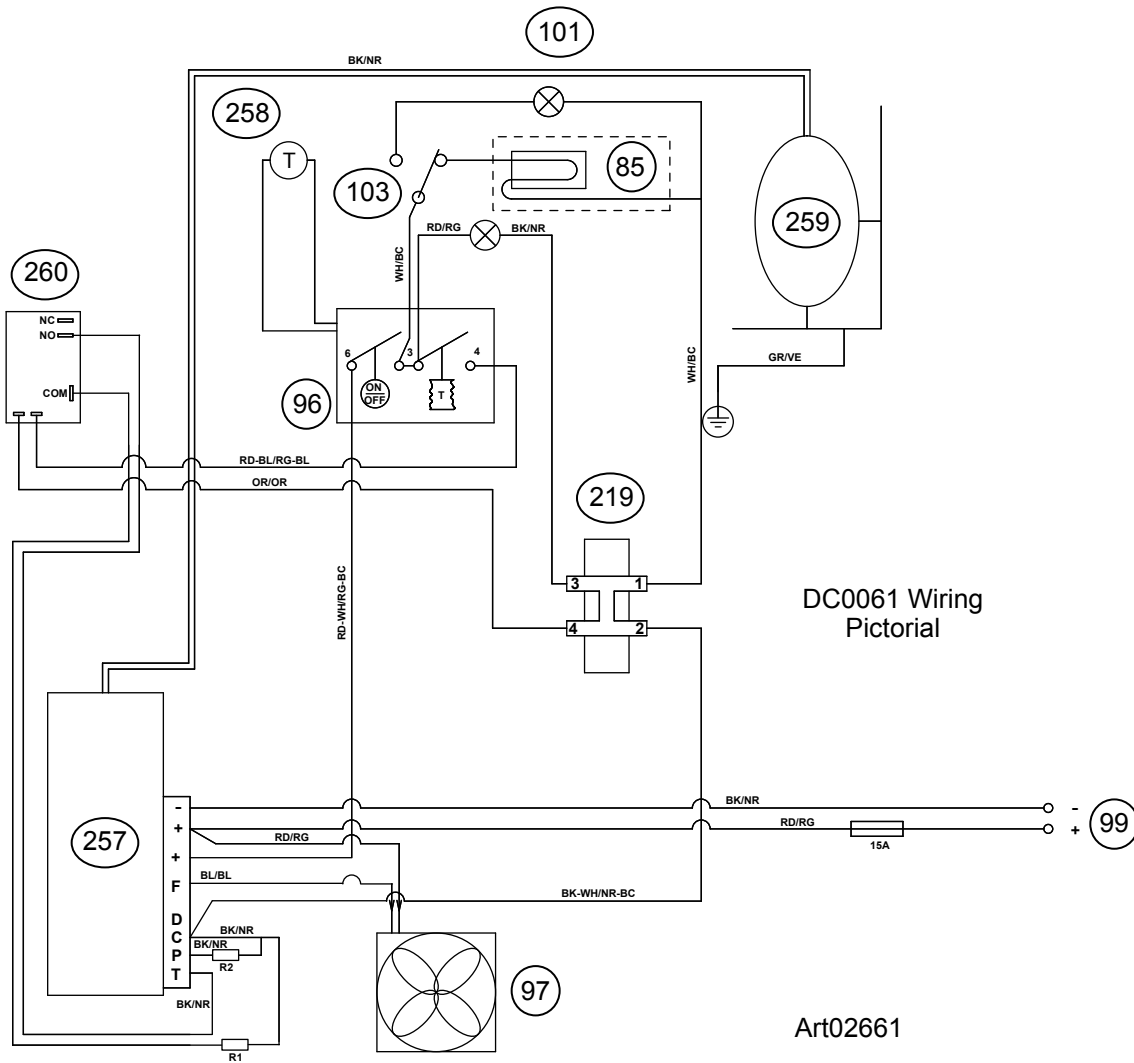 101
BK/NR
258
T
85
103
259
RD/RG
BK/NR
WH/BC
260
NC
NO
COM
6
3
4
ON
OFF
T
96
GR/VE
WH/BC
RD-BL/RG-BL
OR/OR
219
3 1
4 2
RD-WH/RG-BC
DC0061 Wiring
Pictorial
257
-
+
+
F
D
C
P
T
BK/NR
-
RD/RG
+
99
15A
RD/RG
BL/BL
BK-WH/NR-BC
BK/NR
BK/NR
R2
BK/NR
R1
97
Art02661